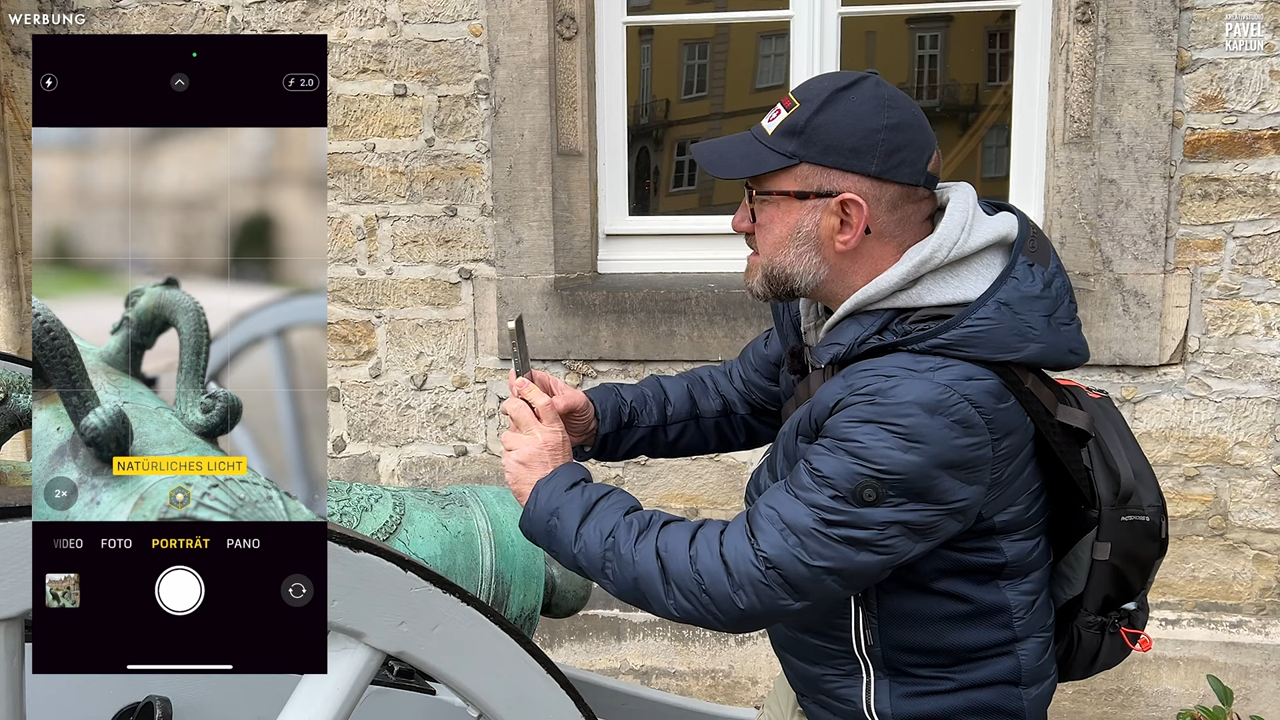 WERBUNG
KREATIVSTUDIO
PAVEL
KAPLUN
ƒ 2.0
NATÜRLICHES LICHT
2×
VIDEO FOTO PORTRÄT PANO